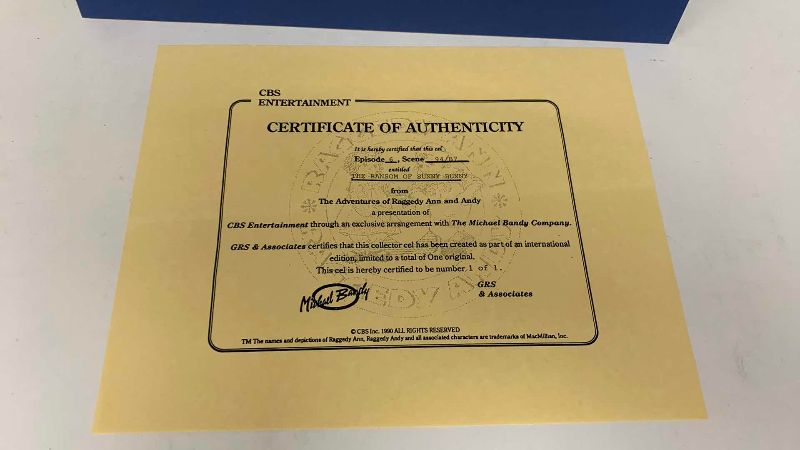 CBS
ENTERTAINMENT
CERTIFICATE OF AUTHENTICITY
It is hereby certified that this cel
Episode 6, Scene 94/D7
entitled
THE RANSOM OF SUNNY BUNNY
from
The Adventures of Raggedy Ann and Andy
a presentation of
CBS Entertainment through an exclusive arrangement with The Michael Bandy Company.
GRS & Associates certifies that this collector cel has been created as part of an international
edition, limited to a total of One original.
This cel is hereby certified to be number 1 of 1.
Michael Bandy
GRS
& Associates
© CBS Inc. 1990 ALL RIGHTS RESERVED
TM The names and depictions of Raggedy Ann, Raggedy Andy and all associated characters are trademarks of MacMillian, Inc.